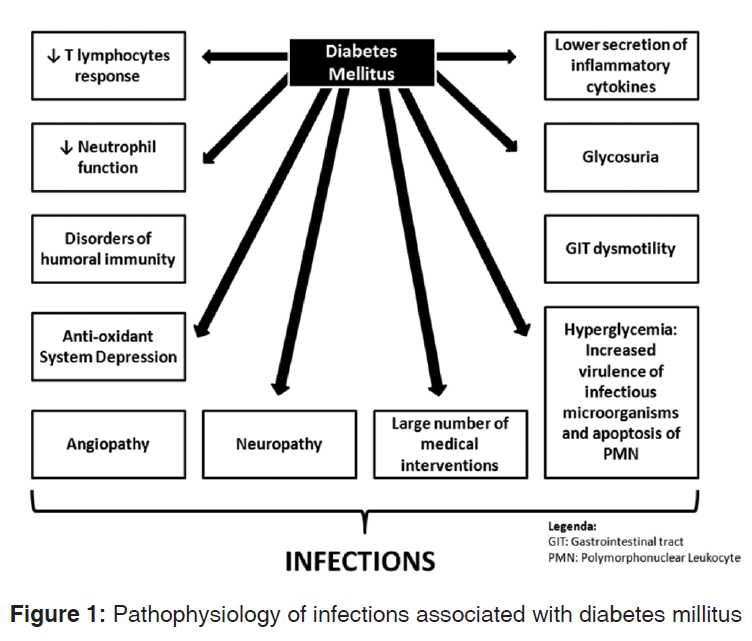 Diabetes
Mellitus
↓ T lymphocytes
response
↓ Neutrophil
function
Disorders of
humoral immunity
Anti-oxidant
System Depression
Angiopathy
Neuropathy
Large number of
medical
interventions
Lower secretion of
inflammatory
cytokines
Glycosuria
GIT dysmotility
Hyperglycemia:
Increased
virulence of
infectious
microorganisms
and apoptosis of
PMN
INFECTIONS
Legenda:
GIT: Gastrointestinal tract
PMN: Polymorphonuclear Leukocyte
Figure 1: Pathophysiology of infections associated with diabetes millitus